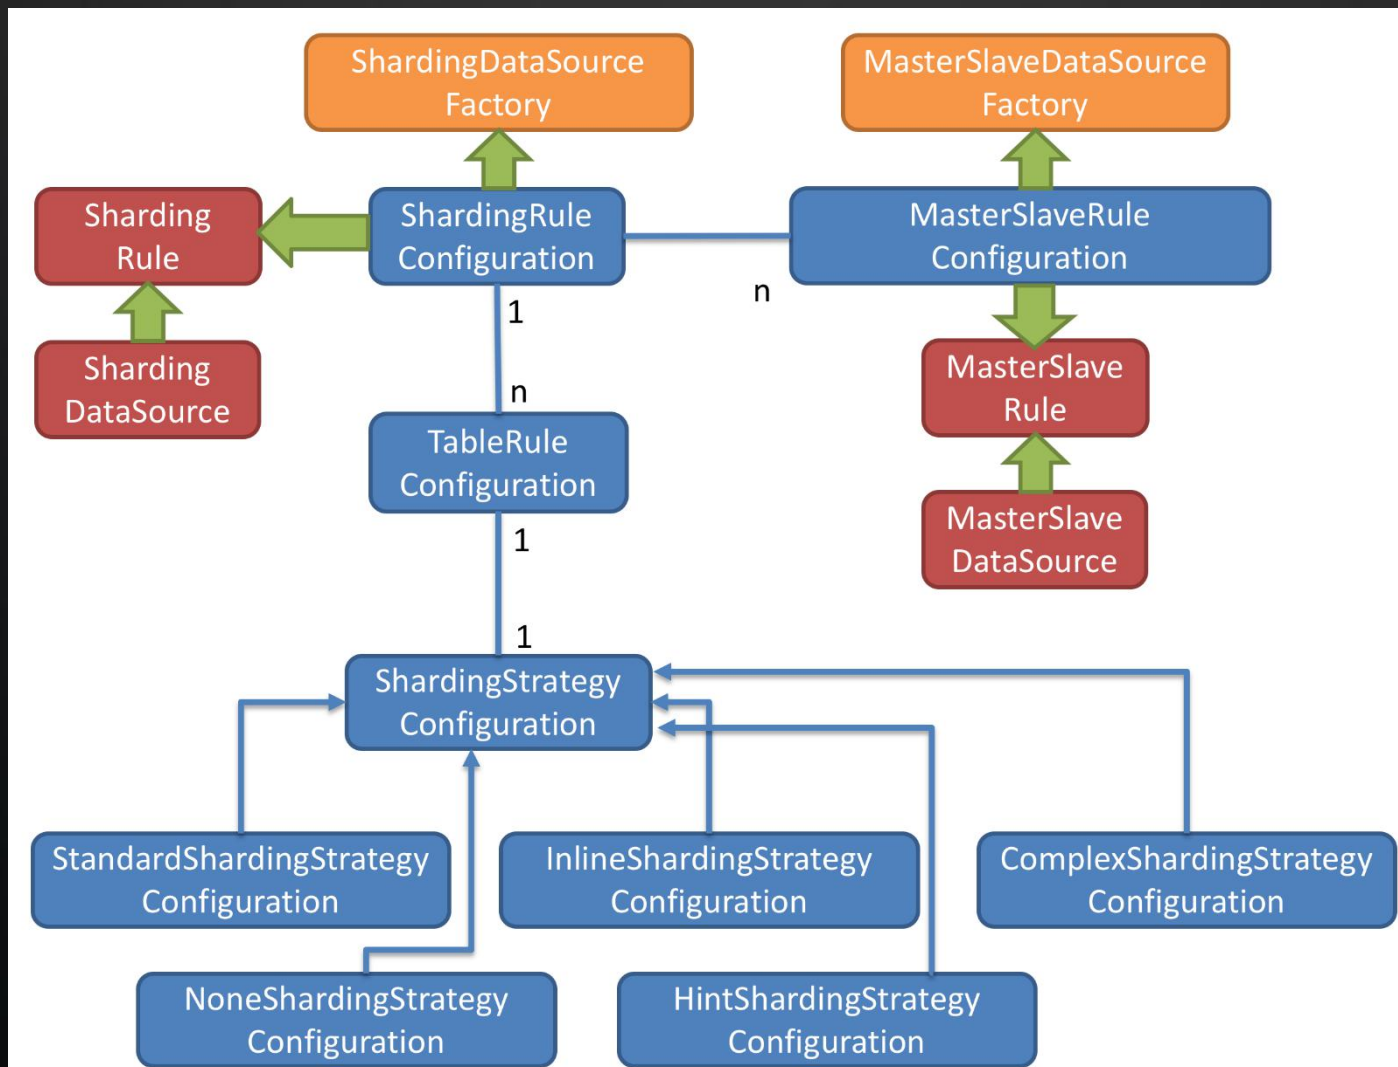 ShardingDataSource
Factory
MasterSlaveDataSource
Factory
Sharding
Rule
ShardingRule
Configuration
MasterSlaveRule
Configuration
n
1
Sharding
DataSource
MasterSlave
Rule
n
TableRule
Configuration
MasterSlave
DataSource
1
1
ShardingStrategy
Configuration
StandardShardingStrategy
Configuration
InlineShardingStrategy
Configuration
ComplexShardingStrategy
Configuration
NoneShardingStrategy
Configuration
HintShardingStrategy
Configuration